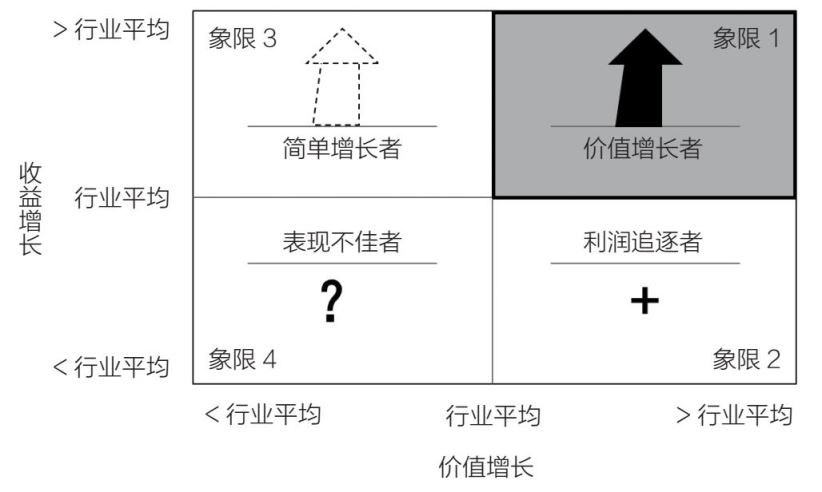 > 行业平均
象限 3
象限 1
简单增长者
价值增长者
收益增长
行业平均
表现不佳者
利润追逐者
?
+
< 行业平均
象限 4
象限 2
< 行业平均
行业平均
> 行业平均
价值增长